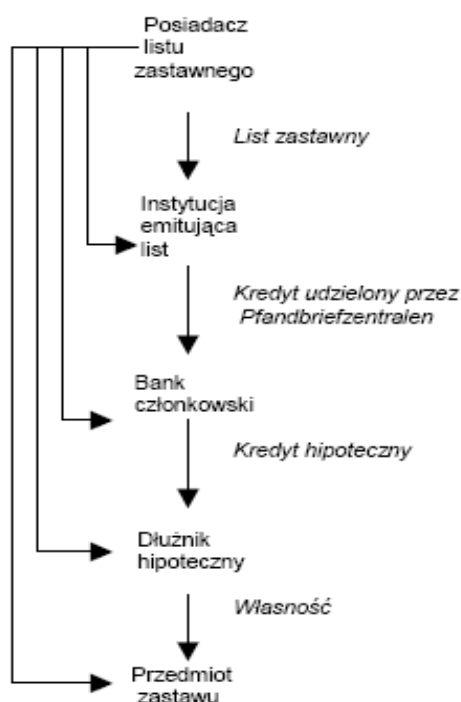 Posiadacz
listu
zastawnego
List zastawny
Instytucja
emitująca
list
Kredyt udzielony przez
Pfandbriefzentralen
Bank
członkowski
Kredyt hipoteczny
Dłużnik
hipoteczny
Własność
Przedmiot
zastawu